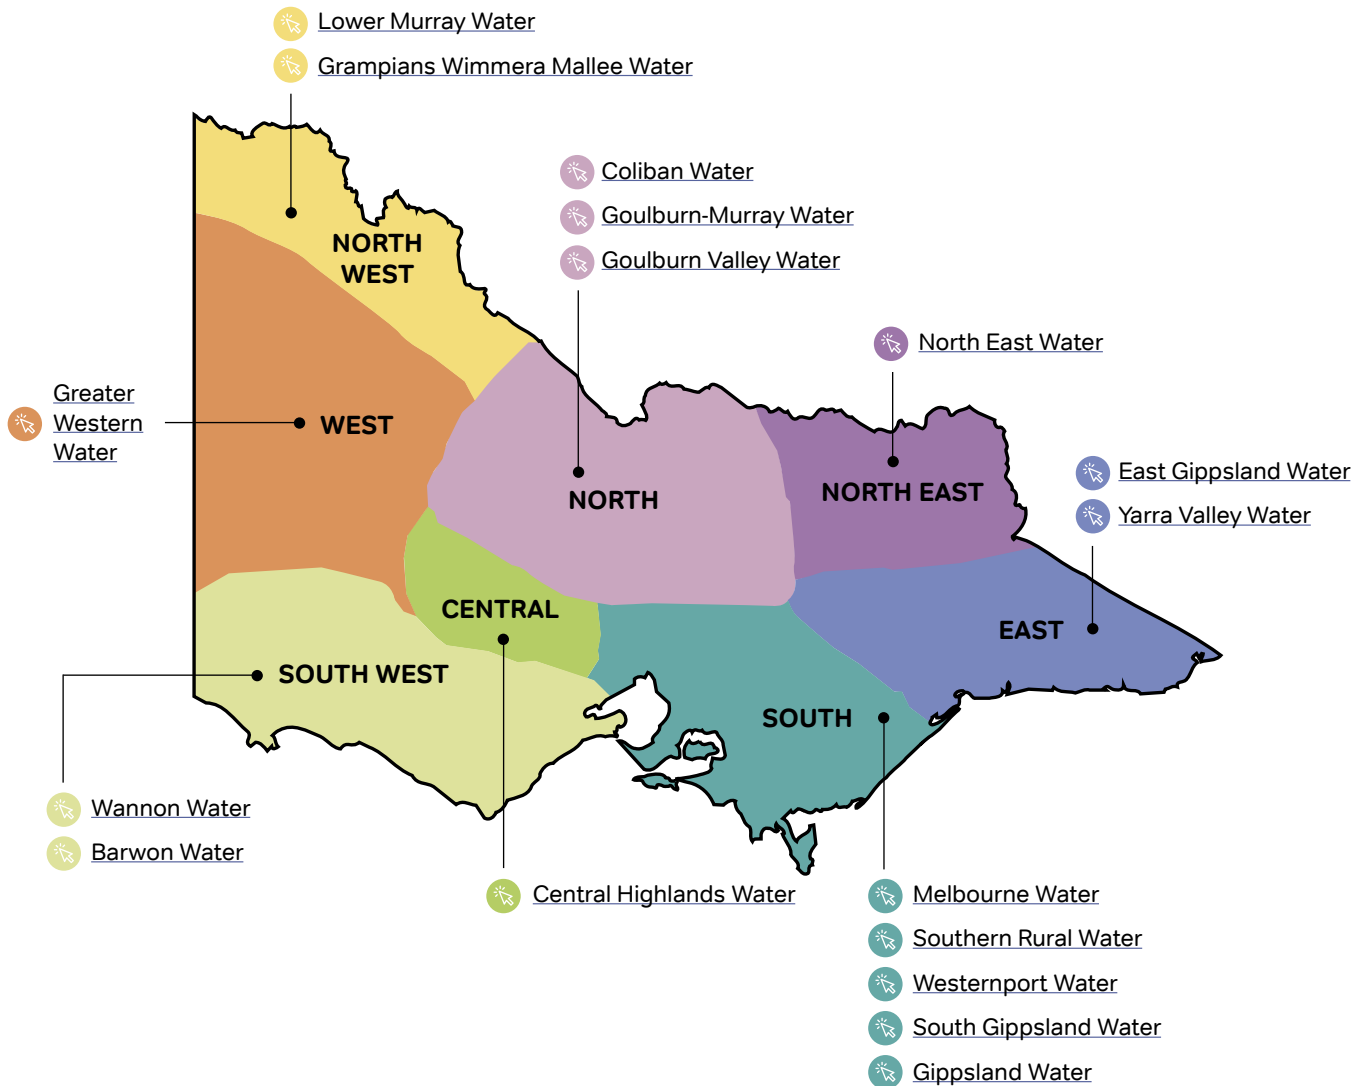 Lower Murray Water
Grampians Wimmera Mallee Water
Coliban Water
Goulburn-Murray Water
Goulburn Valley Water
NORTH
WEST
North East Water
Greater
Western
Water
WEST
NORTH
NORTH EAST
East Gippsland Water
Yarra Valley Water
CENTRAL
EAST
SOUTH WEST
SOUTH
Wannon Water
Barwon Water
Central Highlands Water
Melbourne Water
Southern Rural Water
Westernport Water
South Gippsland Water
Gippsland Water